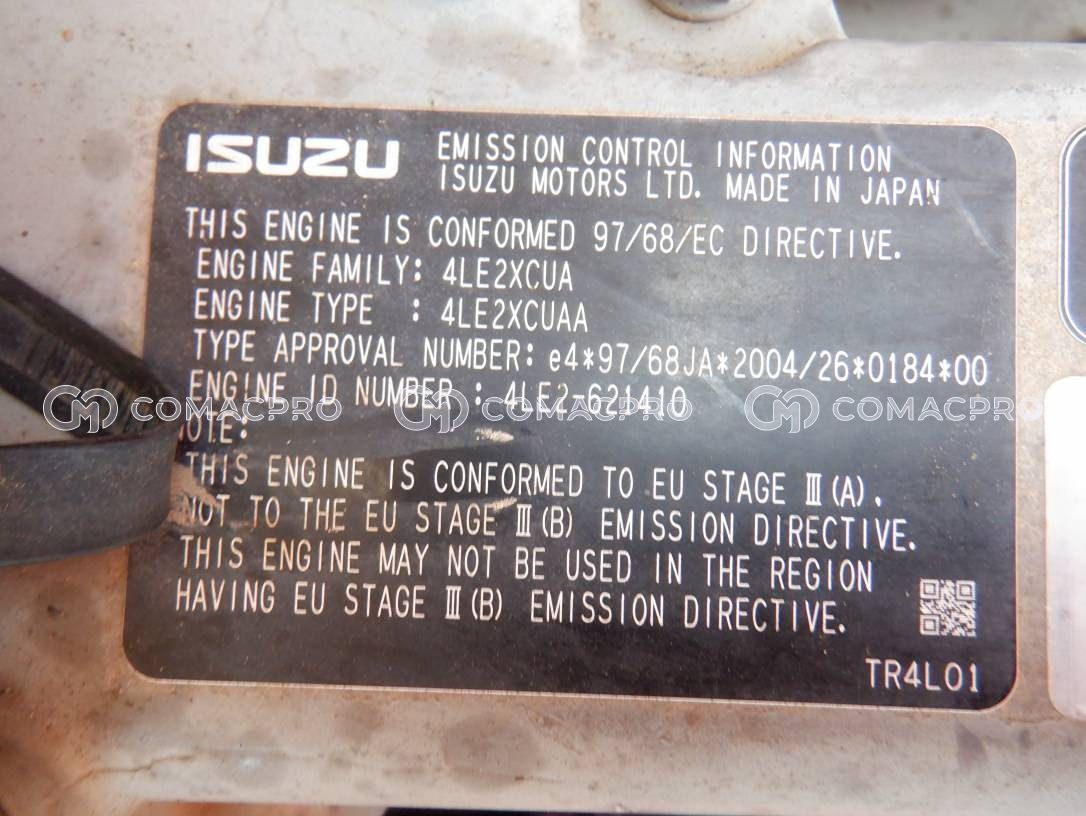 ISUZU EMISSION CONTROL INFORMATION
ISUZU MOTORS LTD. MADE IN JAPAN
THIS ENGINE IS CONFORMED 97/68/EC DIRECTIVE.
ENGINE FAMILY: 4LE2XCUA
ENGINE TYPE : 4LE2XCUAA
TYPE APPROVAL NUMBER: e4*97/68JA*2004/26*0184*00
ENGINE ID NUMBER : 4LE2-621410
COMACPRO COMACPRO COMACPRO
NOTE:
THIS ENGINE IS CONFORMED TO EU STAGE Ⅲ(A).
NOT TO THE EU STAGE Ⅲ(B) EMISSION DIRECTIVE.
THIS ENGINE MAY NOT BE USED IN THE REGION
HAVING EU STAGE Ⅲ(B) EMISSION DIRECTIVE.
TR4L01